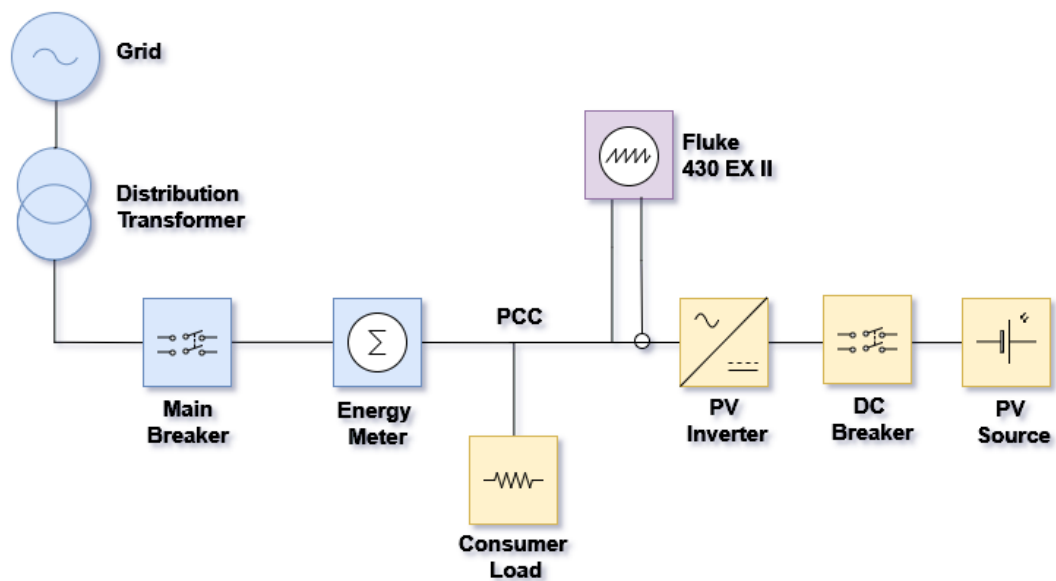 Grid
Distribution
Transformer
Fluke
430 EX II
PCC
Σ
Main
Breaker
Energy
Meter
PV
Inverter
DC
Breaker
PV
Source
Consumer
Load